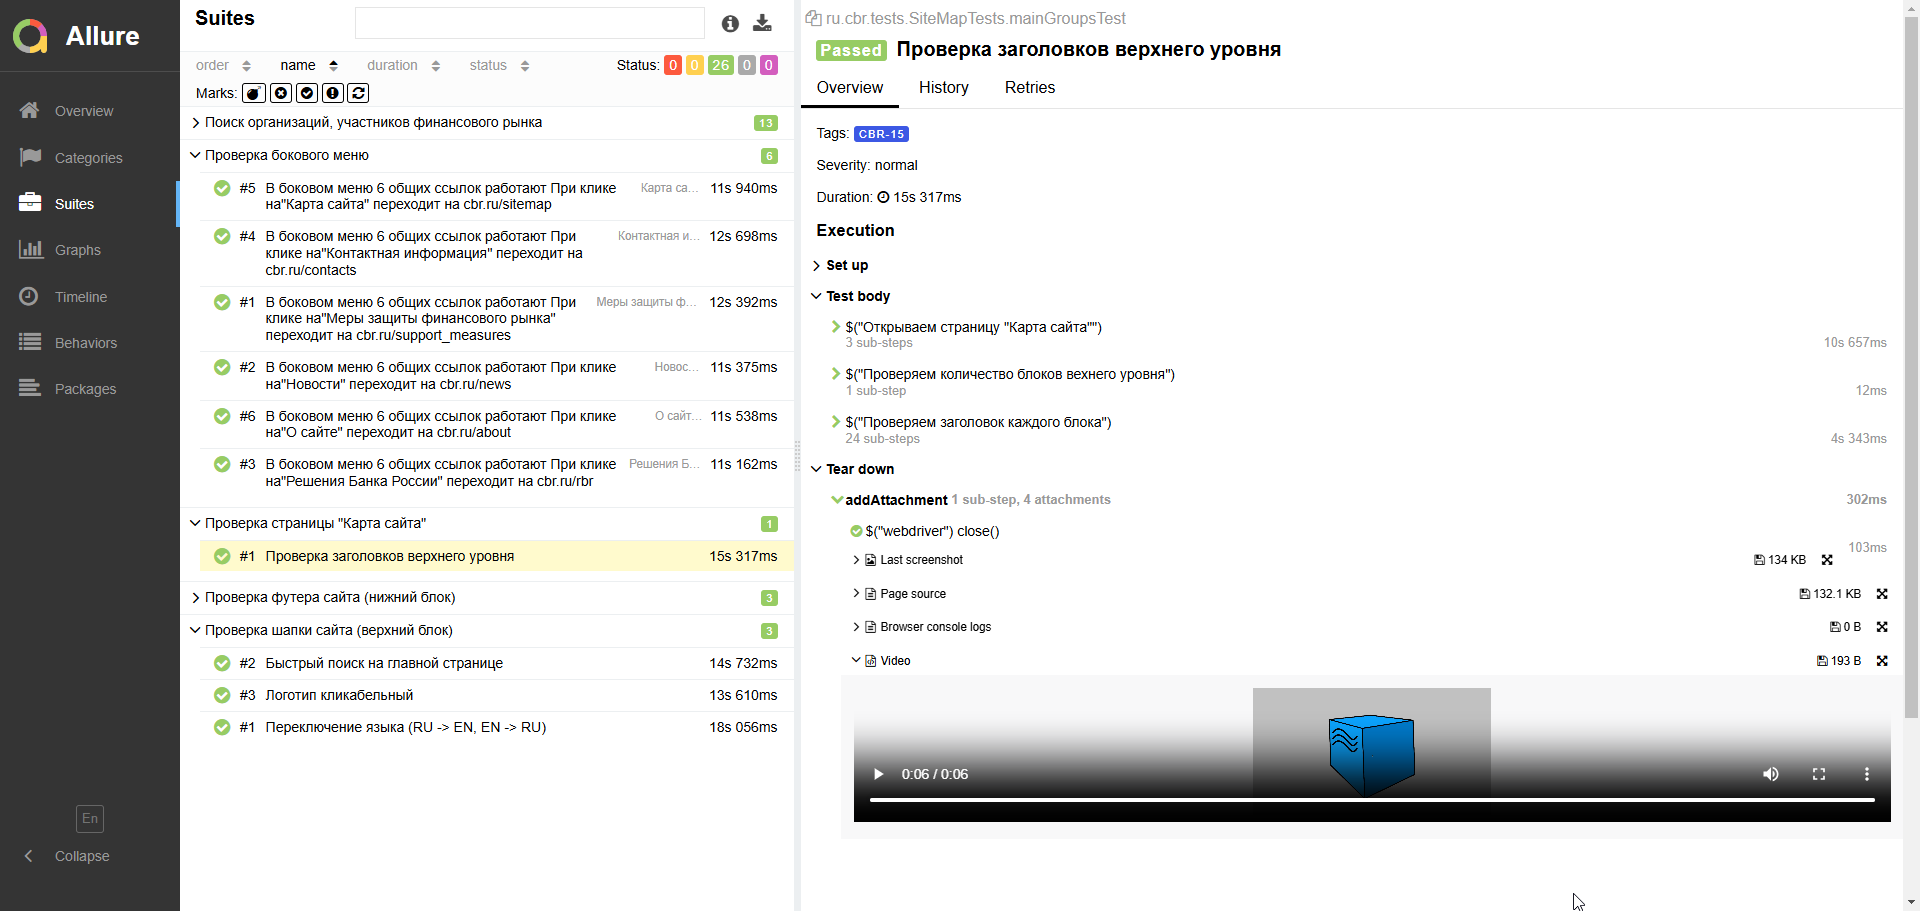 Allure
Overview
Categories
Suites
Graphs
Timeline
Behaviors
Packages
En
Collapse
Suites
order name duration status Status: 0 0 26 0 0
Marks:
Поиск организаций, участников финансового рынка 13
Проверка бокового меню 6
#5 В боковом меню 6 общих ссылок работают При клике Карта са... 11s 940ms
на"Карта сайта" переходит на cbr.ru/sitemap
#4 В боковом меню 6 общих ссылок работают При Контактная и... 12s 698ms
клике на"Контактная информация" переходит на
cbr.ru/contacts
#1 В боковом меню 6 общих ссылок работают При Меры защиты ф... 12s 392ms
клике на"Меры защиты финансового рынка"
переходит на cbr.ru/support_measures
#2 В боковом меню 6 общих ссылок работают При клике Новос... 11s 375ms
на"Новости" переходит на cbr.ru/news
#6 В боковом меню 6 общих ссылок работают При клике О сайт... 11s 538ms
на"О сайте" переходит на cbr.ru/about
#3 В боковом меню 6 общих ссылок работают При клике Решения Б... 11s 162ms
на"Решения Банка России" переходит на cbr.ru/rbr
Проверка страницы "Карта сайта" 1
#1 Проверка заголовков верхнего уровня 15s 317ms
Проверка футера сайта (нижний блок) 3
Проверка шапки сайта (верхний блок) 3
#2 Быстрый поиск на главной странице 14s 732ms
#3 Логотип кликабельный 13s 610ms
#1 Переключение языка (RU -> EN, EN -> RU) 18s 056ms
ru.cbr.tests.SiteMapTests.mainGroupsTest
Passed Проверка заголовков верхнего уровня
Overview History Retries
Tags: CBR-15
Severity: normal
Duration: 15s 317ms
Execution
Set up
Test body
$("Открываем страницу "Карта сайта"")
3 sub-steps 10s 657ms
$("Проверяем количество блоков вехнего уровня")
1 sub-step 12ms
$("Проверяем заголовок каждого блока")
24 sub-steps 4s 343ms
Tear down
addAttachment 1 sub-step, 4 attachments 302ms
$("webdriver") close()
103ms
Last screenshot 134 KB
Page source 132.1 KB
Browser console logs 0 B
Video 193 B
0:06 / 0:06